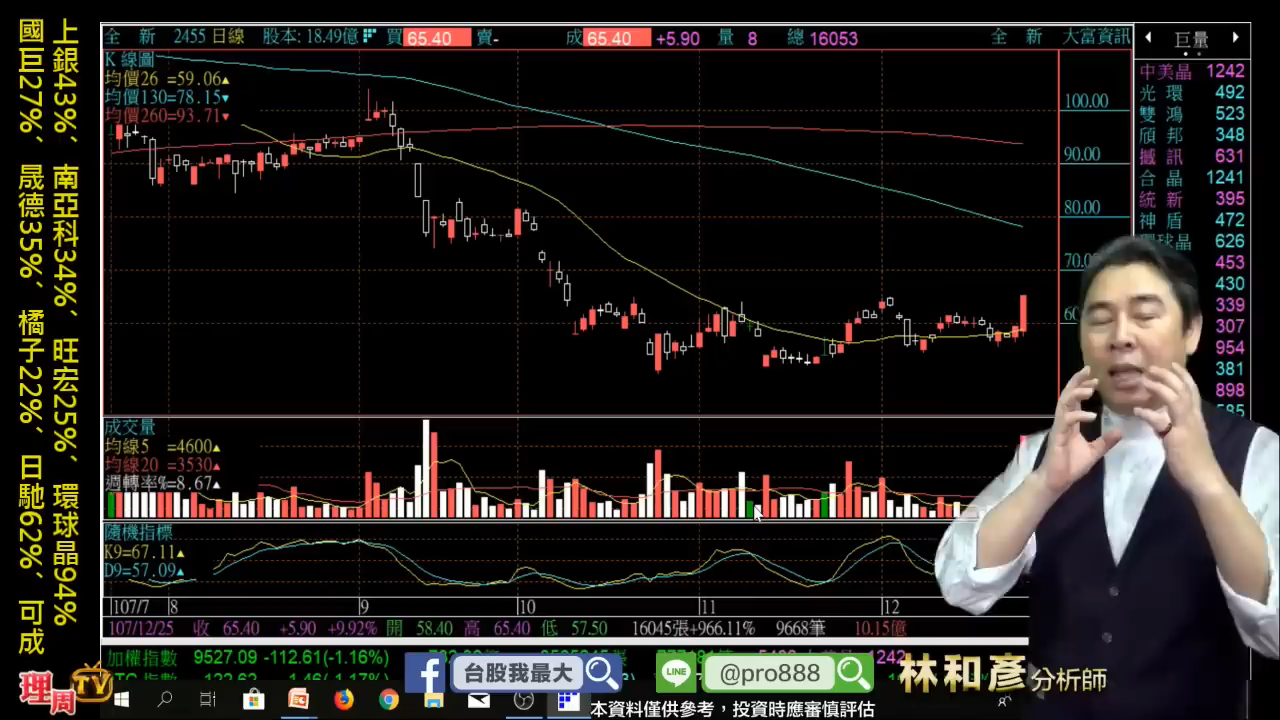 上銀43%、南亞科34%、旺宏25%、環球晶94%
國巨27%、晟德35%、橘子22%、日馳62%、可成
全 新 2455 日線 股本: 18.49億 買 65.40 賣- 成 65.40 +5.90 量 8 總 16053 全 新 大富資訊
K 線圖
均價26 =59.06▲
均價130=78.15▼
均價260=93.71▼
100.00
90.00
80.00
70.0
60
成交量
均線5 =4600▲
均線20 =3530▲
週轉率%=8.67▲
隨機指標
K9=67.11▲
D9=57.09▲
107/7 8 9 10 11 12
107/12/25 收 65.40 +5.90 +9.92% 開 58.40 高 65.40 低 57.50 16045張+966.11% 9668筆 10.15億
加權指數 9527.09 -112.61(-1.16%)
巨量
中美晶 1242
光 環 492
雙 鴻 523
頎 邦 348
撼 訊 631
合 晶 1241
統 新 395
神 盾 472
環球晶 626
453
430
339
307
954
381
898
585
1242
台股我最大
LINE
@pro888
林和彥分析師
理周TV
本資料僅供參考，投資時應審慎評估